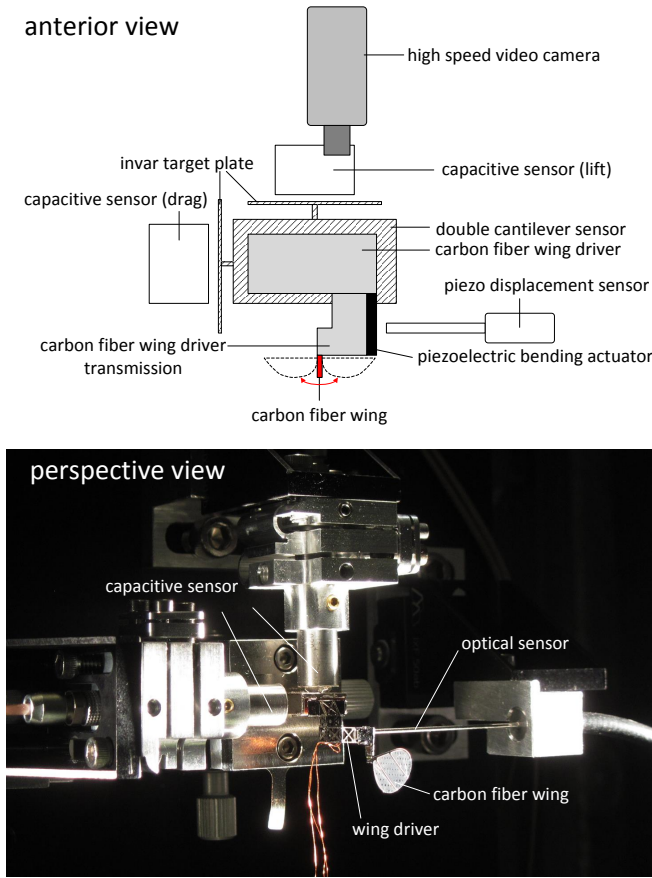 anterior view
high speed video camera
invar target plate
capacitive sensor (lift)
capacitive sensor (drag)
double cantilever sensor
carbon fiber wing driver
piezo displacement sensor
carbon fiber wing driver
transmission
piezoelectric bending actuator
carbon fiber wing
perspective view
capacitive sensor
optical sensor
carbon fiber wing
wing driver